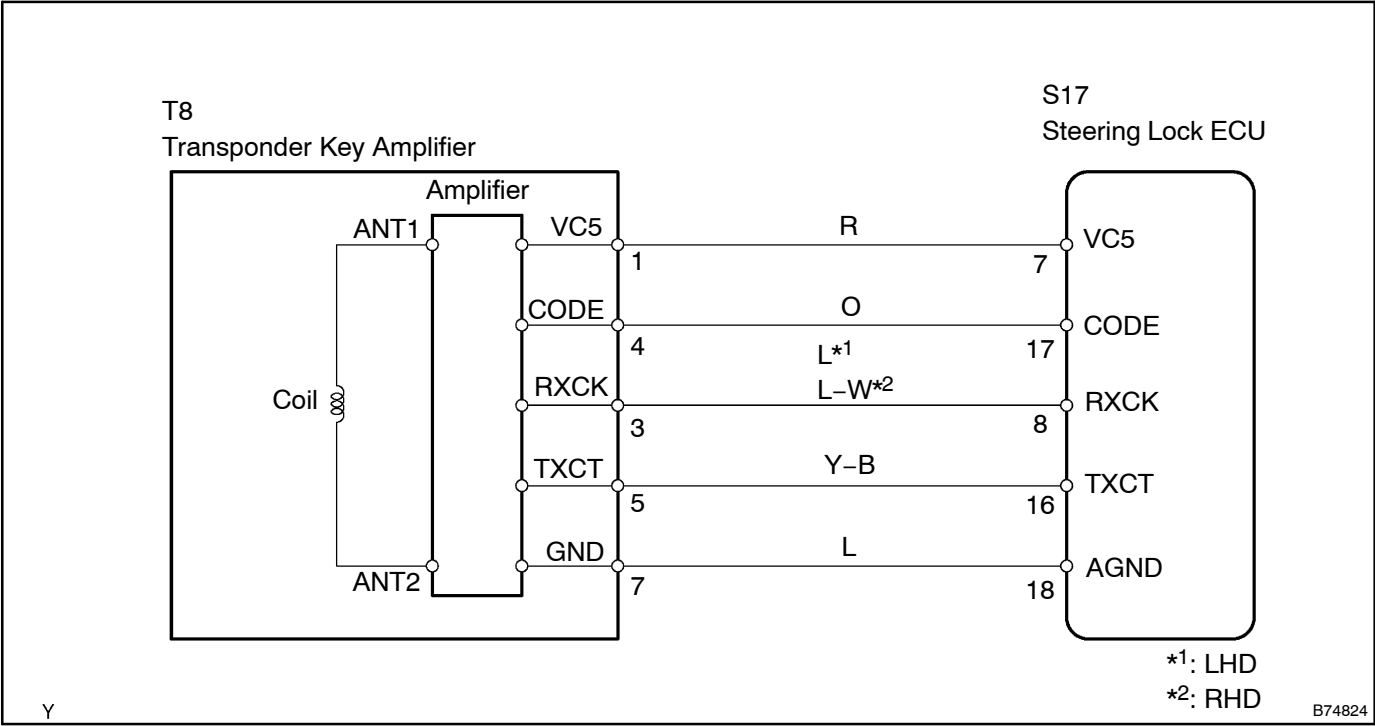 T8
Transponder Key Amplifier
S17
Steering Lock ECU
Amplifier
ANT1
VC5
1
R
7
VC5
CODE
4
O
17
CODE
L*1
L−W*2
Coil
RXCK
3
8
RXCK
TXCT
5
Y−B
16
TXCT
ANT2
GND
7
L
18
AGND
*1: LHD
*2: RHD
Y
B74824